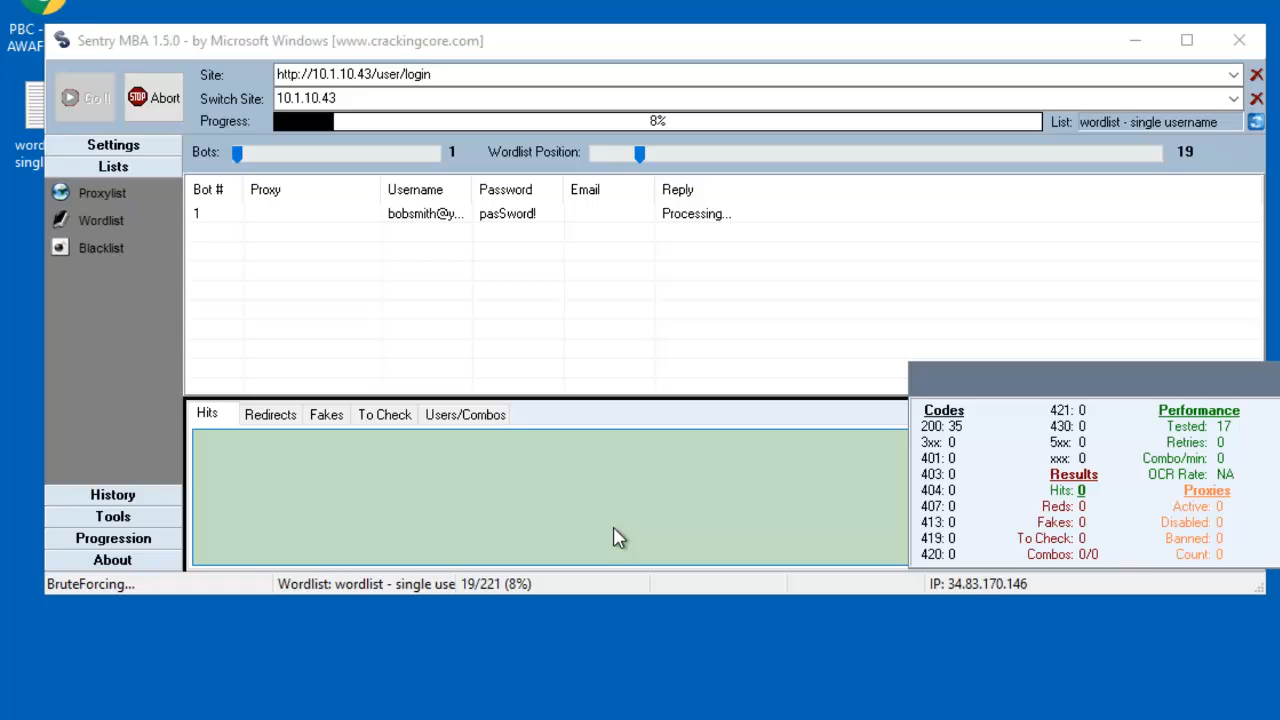 PBC -
AWAF
word
singl
Sentry MBA 1.5.0 - by Microsoft Windows [www.crackingcore.com]
Go !!
STOP Abort
Site: http://10.1.10.43/user/login
Switch Site: 10.1.10.43
Progress: 8% List: wordlist - single username
Settings
Lists
Proxylist
Wordlist
Blacklist
History
Tools
Progression
About
Bots: 1 Wordlist Position: 19
Bot # Proxy Username Password Email Reply
1 bobsmith@y... pasSword! Processing...
Hits Redirects Fakes To Check Users/Combos
Codes 421: 0 Performance
200: 35 430: 0 Tested: 17
3xx: 0 5xx: 0 Retries: 0
401: 0 xxx: 0 Combo/min: 0
403: 0 Results OCR Rate: NA
404: 0 Hits: 0 Proxies
407: 0 Reds: 0 Active: 0
413: 0 Fakes: 0 Disabled: 0
419: 0 To Check: 0 Banned: 0
420: 0 Combos: 0/0 Count: 0
BruteForcing... Wordlist: wordlist - single use 19/221 (8%) IP: 34.83.170.146